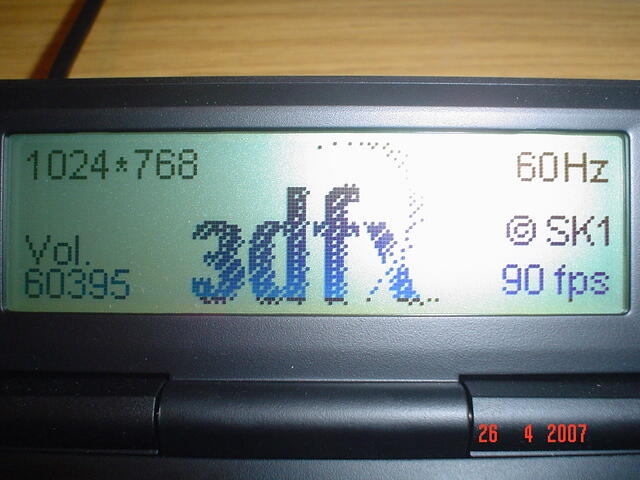 1024*768
60Hz
3dfx
◎ SK1
Vol.
60395
90 fps
26 4 2007